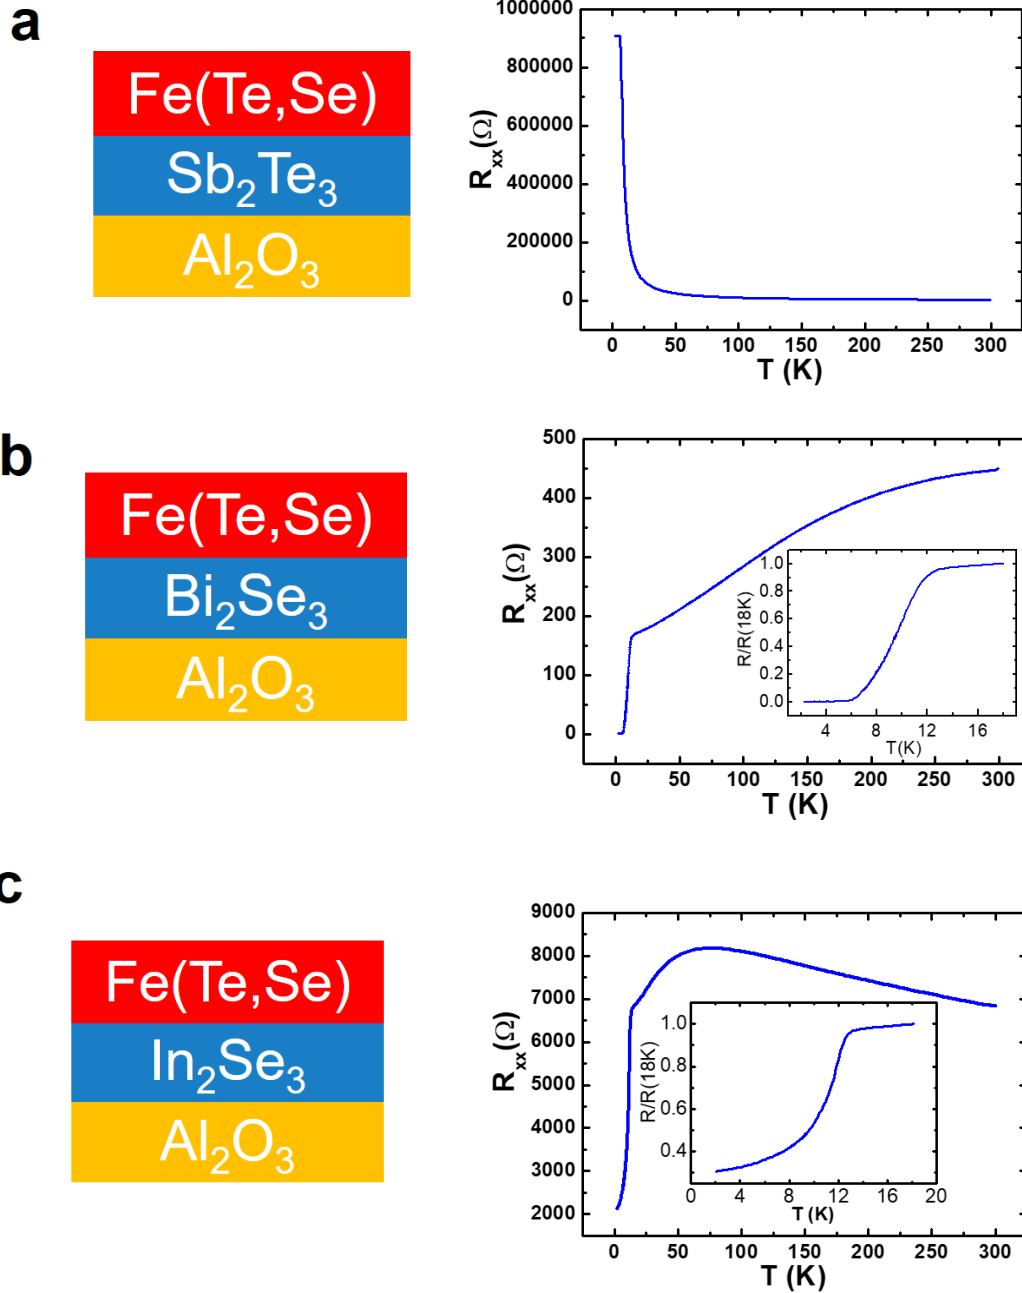 a
Fe(Te,Se)
Sb₂Te₃
Al₂O₃
1000000
800000
600000
400000
200000
0
Rxx(Ω)
0 50 100 150 200 250 300
T (K)
b
Fe(Te,Se)
Bi₂Se₃
Al₂O₃
500
400
300
200
100
0
Rxx(Ω)
0 50 100 150 200 250 300
T (K)
1.0
0.8
0.6
0.4
0.2
0.0
R/R(18K)
4 8 12 16
T(K)
c
Fe(Te,Se)
In₂Se₃
Al₂O₃
9000
8000
7000
6000
5000
4000
3000
2000
Rxx(Ω)
0 50 100 150 200 250 300
T (K)
1.0
0.8
0.6
0.4
R/R(18K)
0 4 8 12 16 20
T (K)